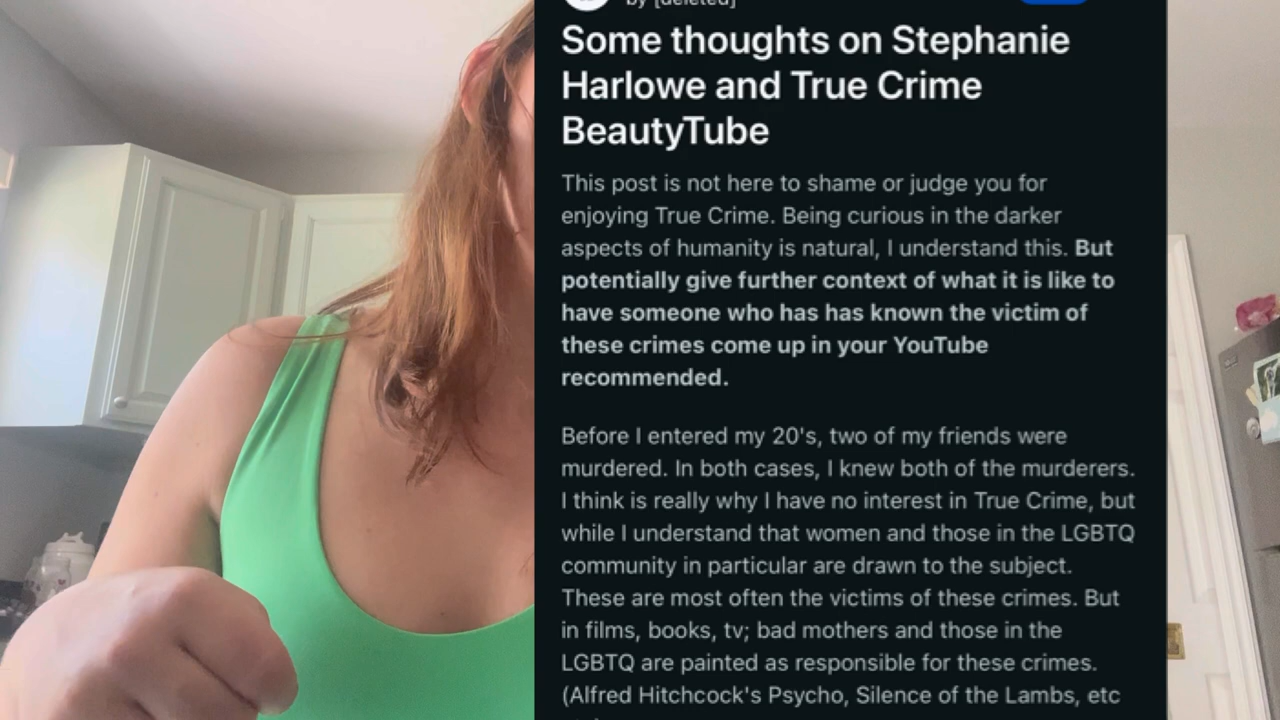 by [deleted]
Some thoughts on Stephanie
Harlowe and True Crime
BeautyTube
This post is not here to shame or judge you for
enjoying True Crime. Being curious in the darker
aspects of humanity is natural, I understand this. But
potentially give further context of what it is like to
have someone who has has known the victim of
these crimes come up in your YouTube
recommended.
Before I entered my 20's, two of my friends were
murdered. In both cases, I knew both of the murderers.
I think is really why I have no interest in True Crime, but
while I understand that women and those in the LGBTQ
community in particular are drawn to the subject.
These are most often the victims of these crimes. But
in films, books, tv; bad mothers and those in the
LGBTQ are painted as responsible for these crimes.
(Alfred Hitchcock's Psycho, Silence of the Lambs, etc